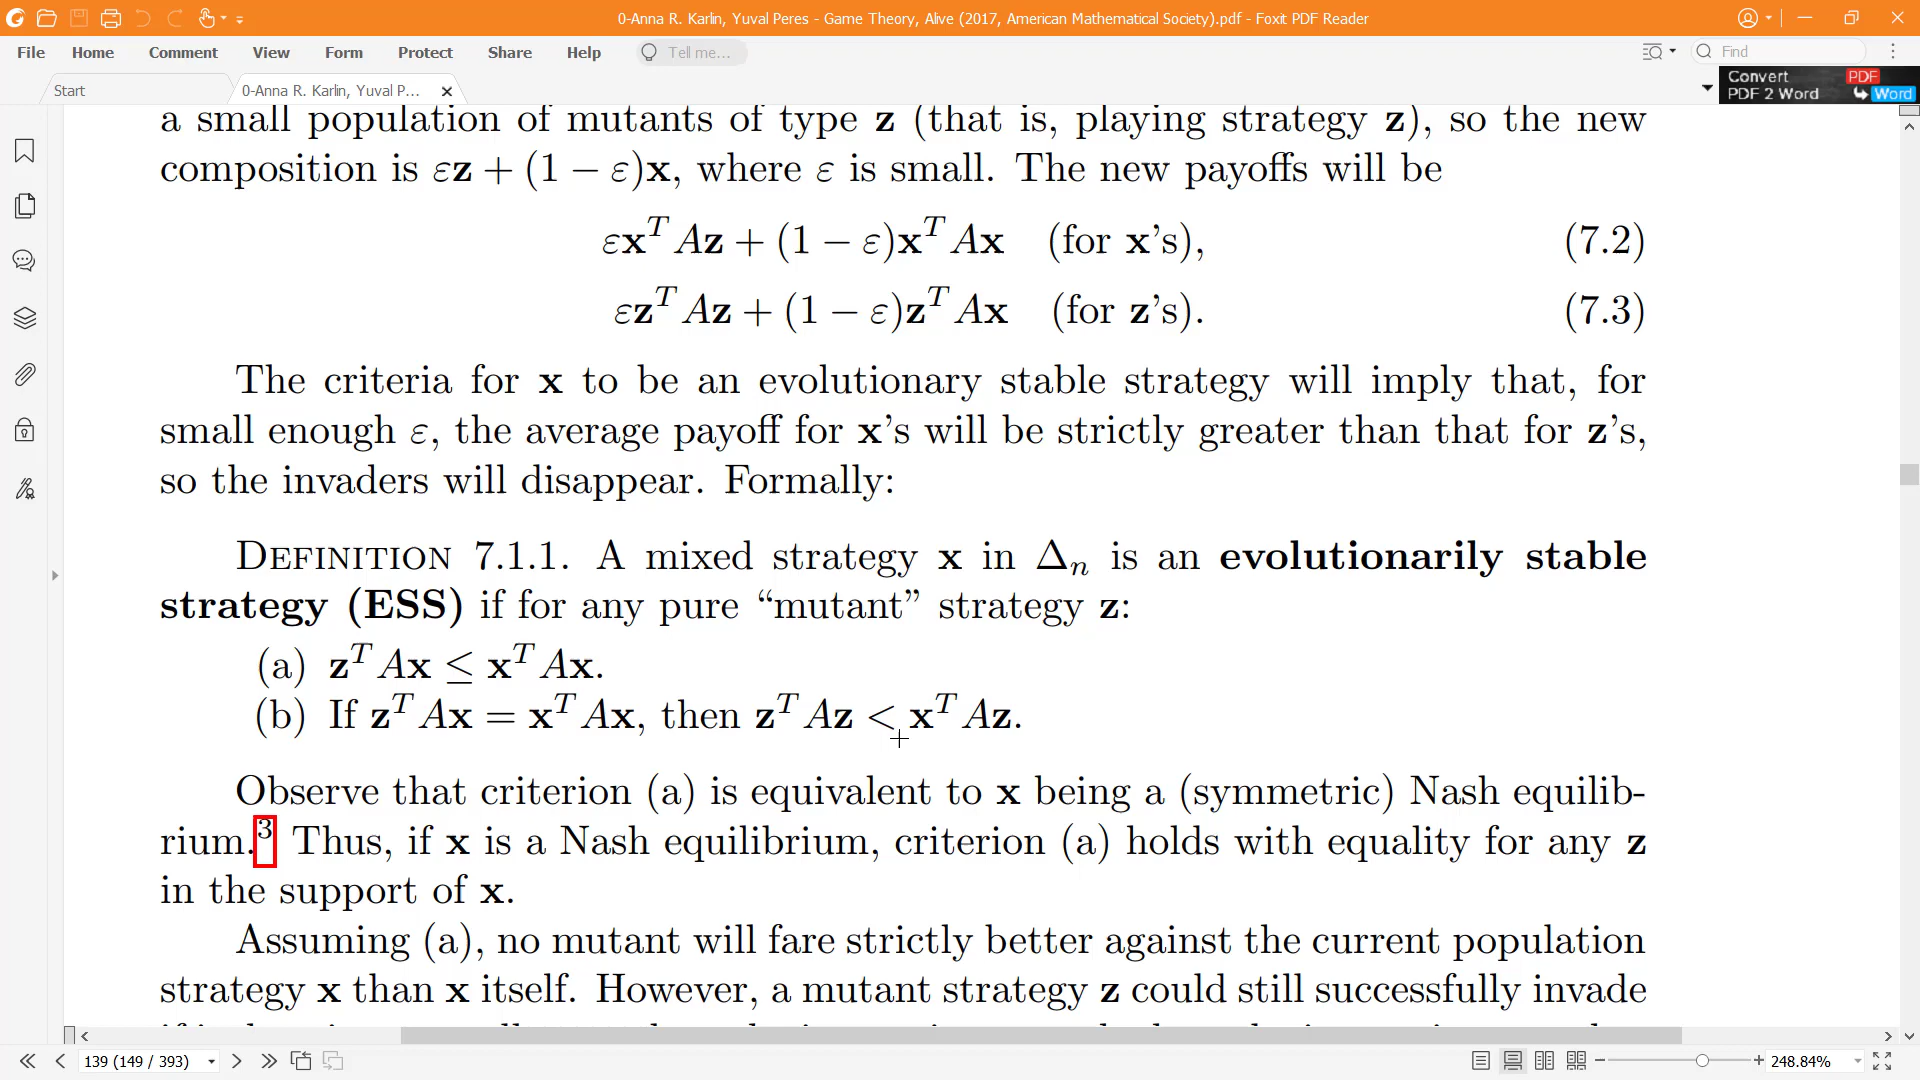 0-Anna R. Karlin, Yuval Peres - Game Theory, Alive (2017, American Mathematical Society).pdf - Foxit PDF Reader
File Home Comment View Form Protect Share Help Tell me... Find
Start 0-Anna R. Karlin, Yuval P... Convert PDF
PDF 2 Word Word
a small population of mutants of type z (that is, playing strategy z), so the new
composition is εz + (1 − ε)x, where ε is small. The new payoffs will be
εx^T Az + (1 − ε)x^T Ax (for x's), (7.2)
εz^T Az + (1 − ε)z^T Ax (for z's). (7.3)
The criteria for x to be an evolutionary stable strategy will imply that, for
small enough ε, the average payoff for x's will be strictly greater than that for z's,
so the invaders will disappear. Formally:
DEFINITION 7.1.1. A mixed strategy x in Δ_n is an evolutionarily stable
strategy (ESS) if for any pure “mutant” strategy z:
(a) z^T Ax ≤ x^T Ax.
(b) If z^T Ax = x^T Ax, then z^T Az < x^T Az.
Observe that criterion (a) is equivalent to x being a (symmetric) Nash equilib-
rium.³ Thus, if x is a Nash equilibrium, criterion (a) holds with equality for any z
in the support of x.
Assuming (a), no mutant will fare strictly better against the current population
strategy x than x itself. However, a mutant strategy z could still successfully invade
139 (149 / 393) 248.84%